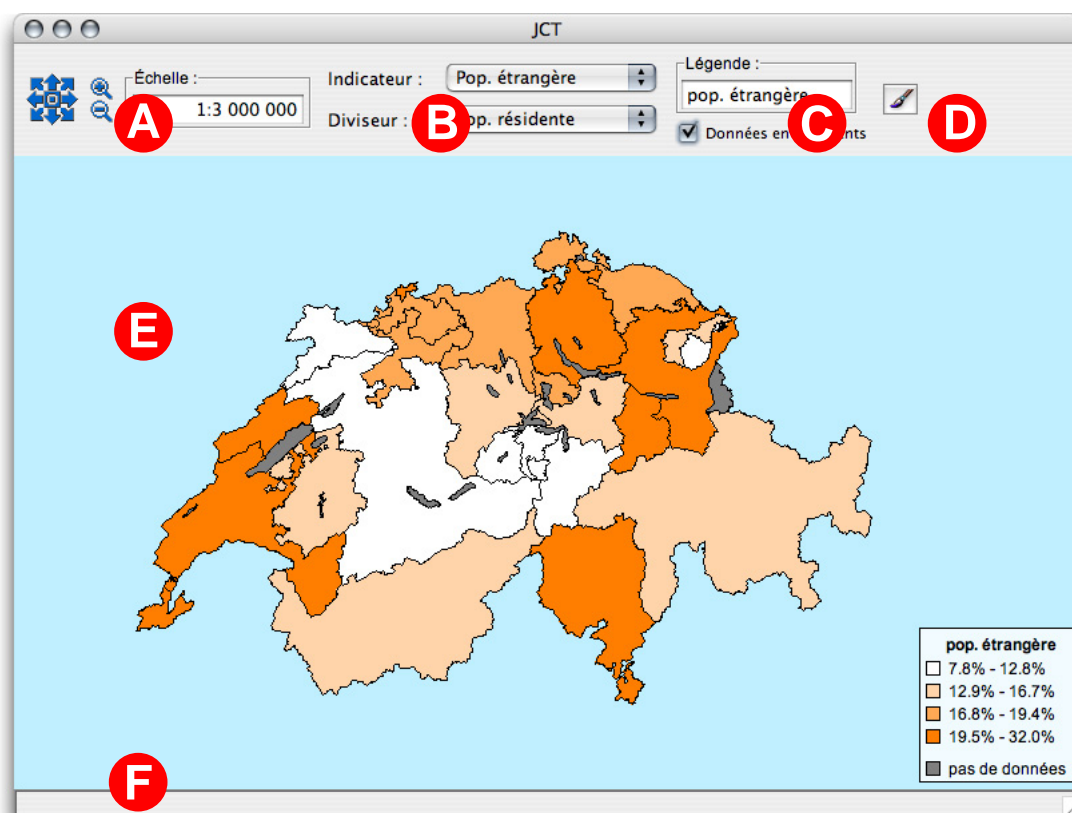 JCT
Échelle :
1:3 000 000
Indicateur :
Pop. étrangère
Diviseur :
op. résidente
Légende :
pop. étrangère
Données en
nts
A
B
C
D
E
F
pop. étrangère
7.8% - 12.8%
12.9% - 16.7%
16.8% - 19.4%
19.5% - 32.0%
pas de données